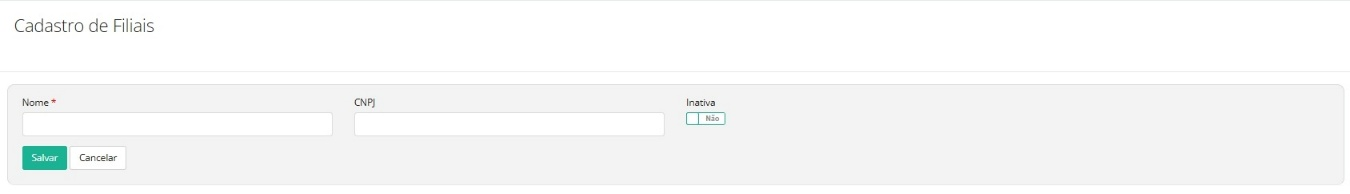 Cadastro de Filiais
Nome * CNPJ Inativa
Não
Salvar Cancelar